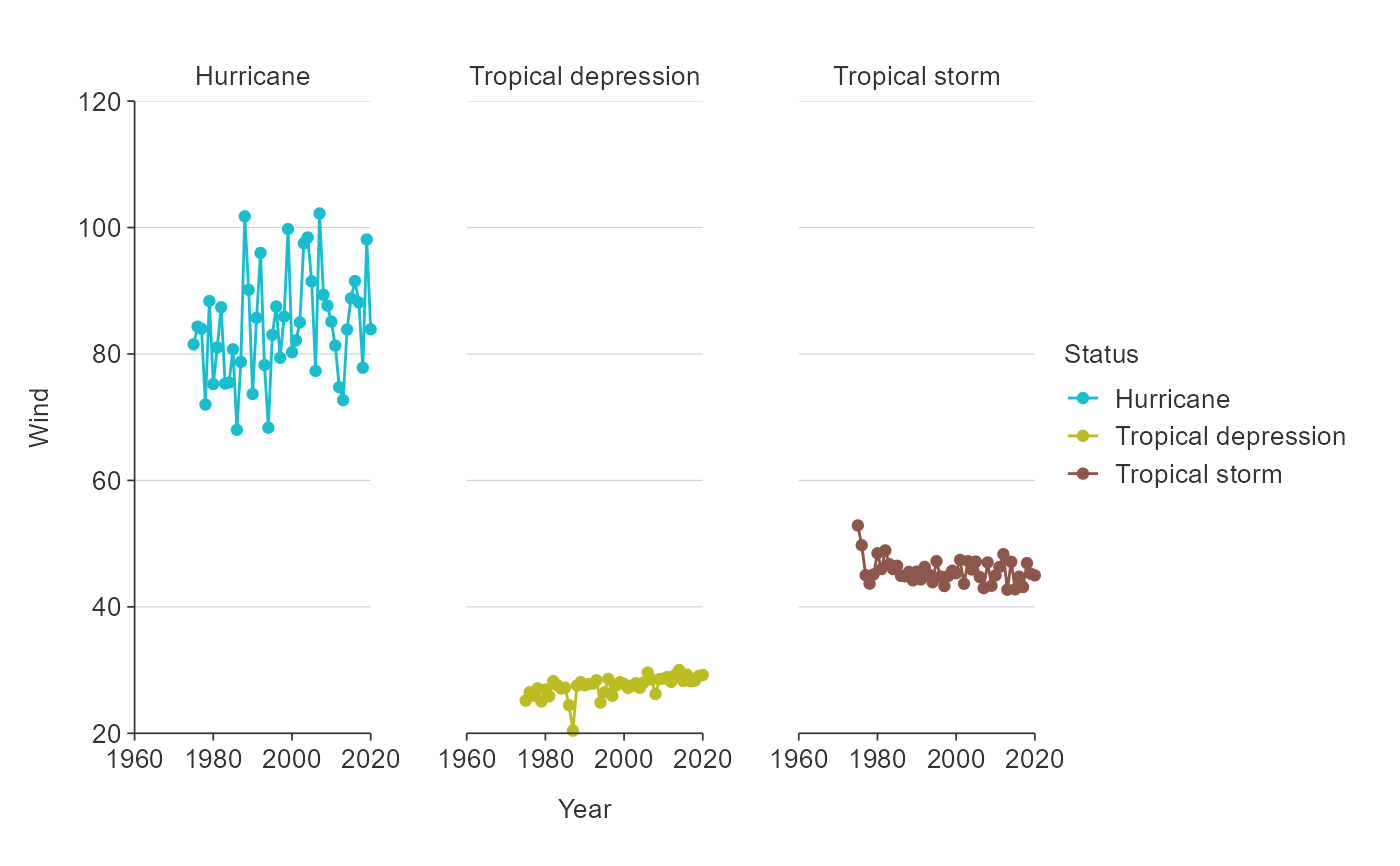 Hurricane Tropical depression Tropical storm
120
100
80
60
40
20
1960 1980 2000 2020 1960 1980 2000 2020 1960 1980 2000 2020
Wind
Year
Status
Hurricane
Tropical depression
Tropical storm